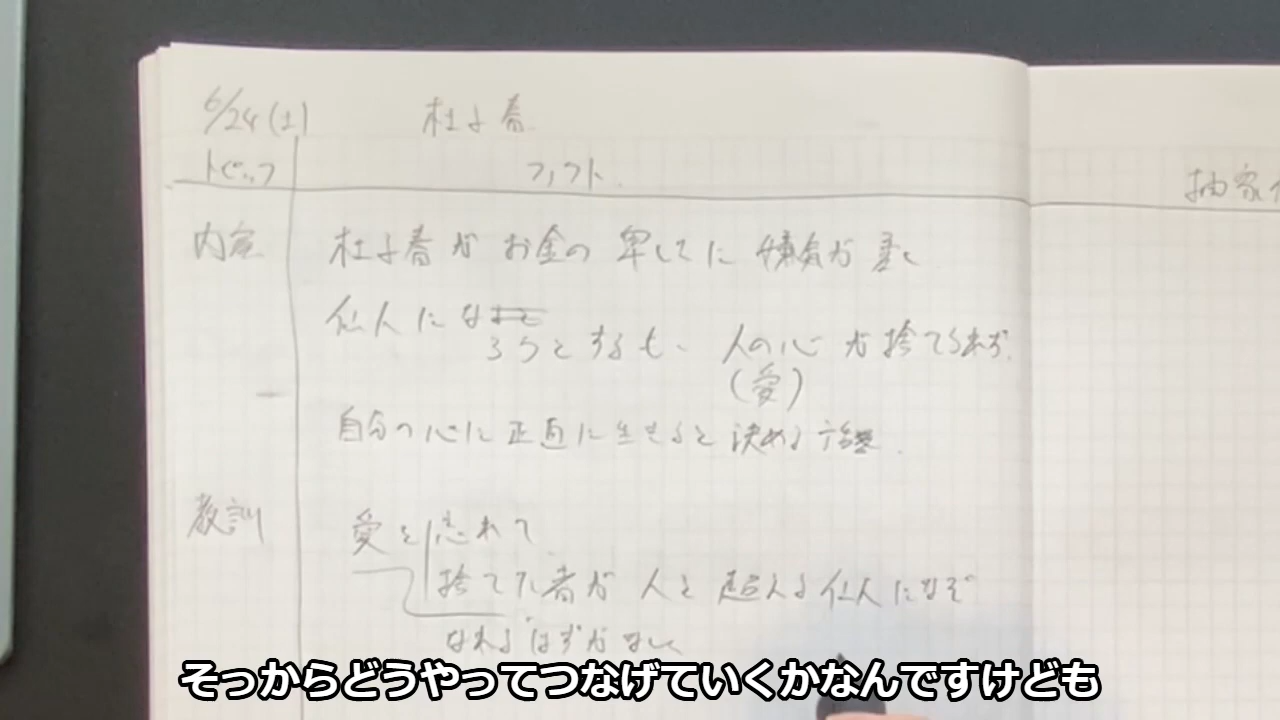 6/24(土) 杜子春
トピック ファクト
抽象
内容 杜子春がお金の卑してに嫌気が差し
仙人になろうとするも、人の心が捨てられず
(愛)
自分の心に正直に生きると決める
教訓 愛を忘れて
捨てた者が人を超える仙人になぞ
なれるはずがない
そっからどうやってつなげていくかなんですけども